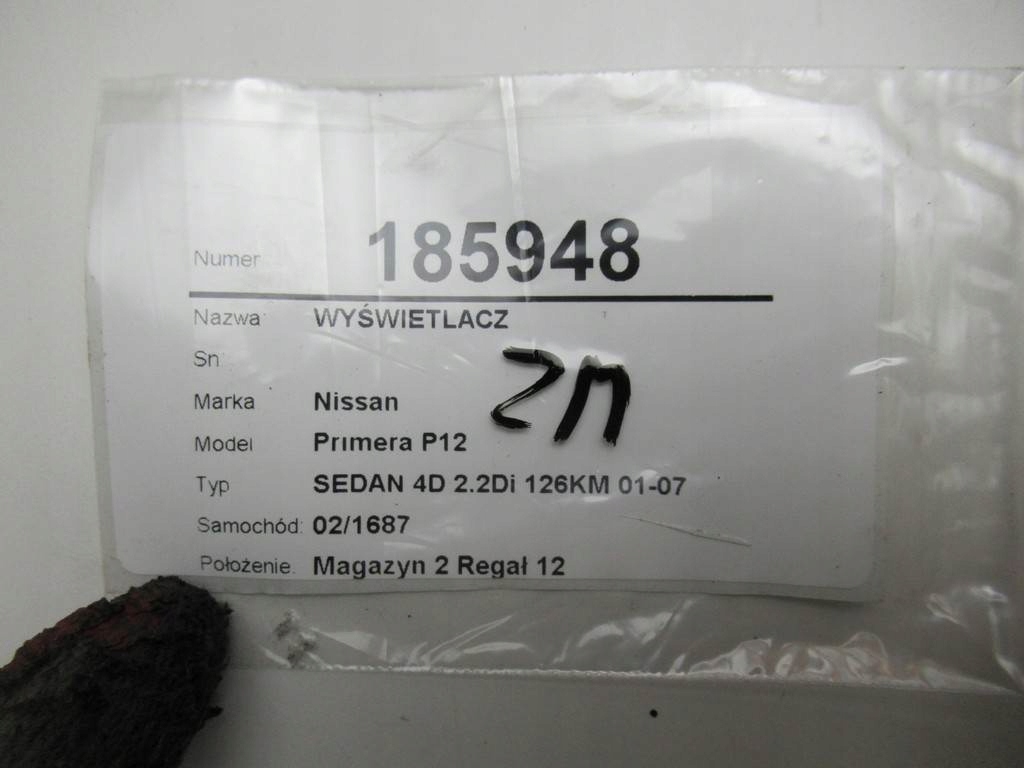 Numer 185948
Nazwa: WYŚWIETLACZ
Sn:
ZM
Marka Nissan
Model Primera P12
Typ SEDAN 4D 2.2Di 126KM 01-07
Samochód: 02/1687
Położenie: Magazyn 2 Regał 12